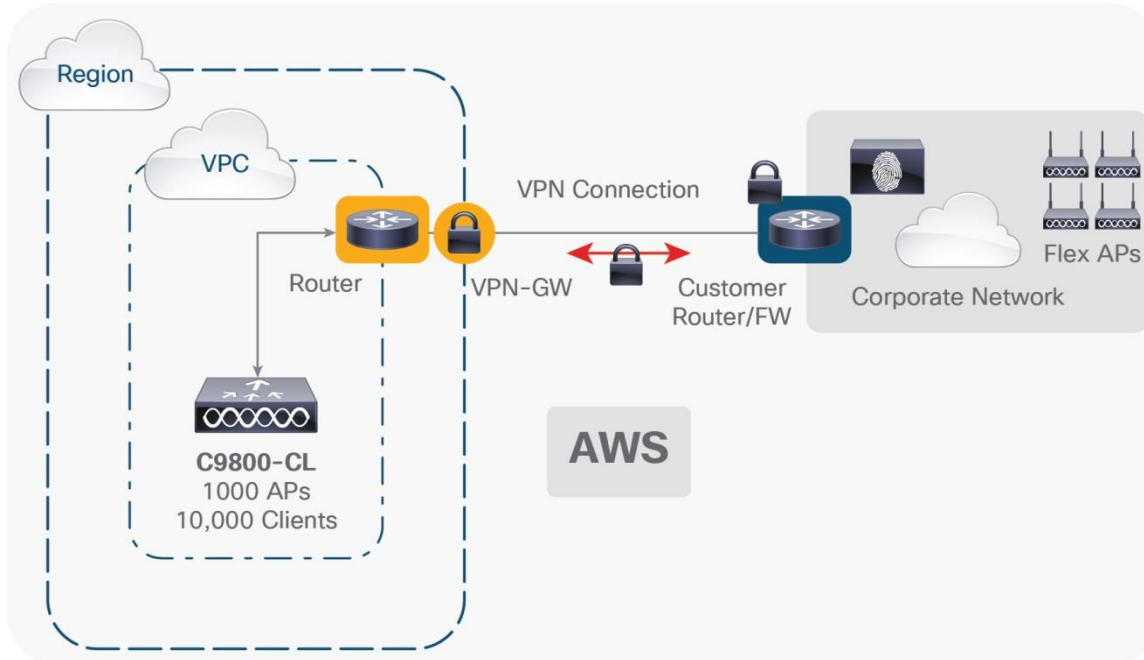 Region
VPC
Router
VPN-GW
VPN Connection
Customer
Router/FW
Corporate Network
Flex APs
C9800-CL
1000 APs
10,000 Clients
AWS